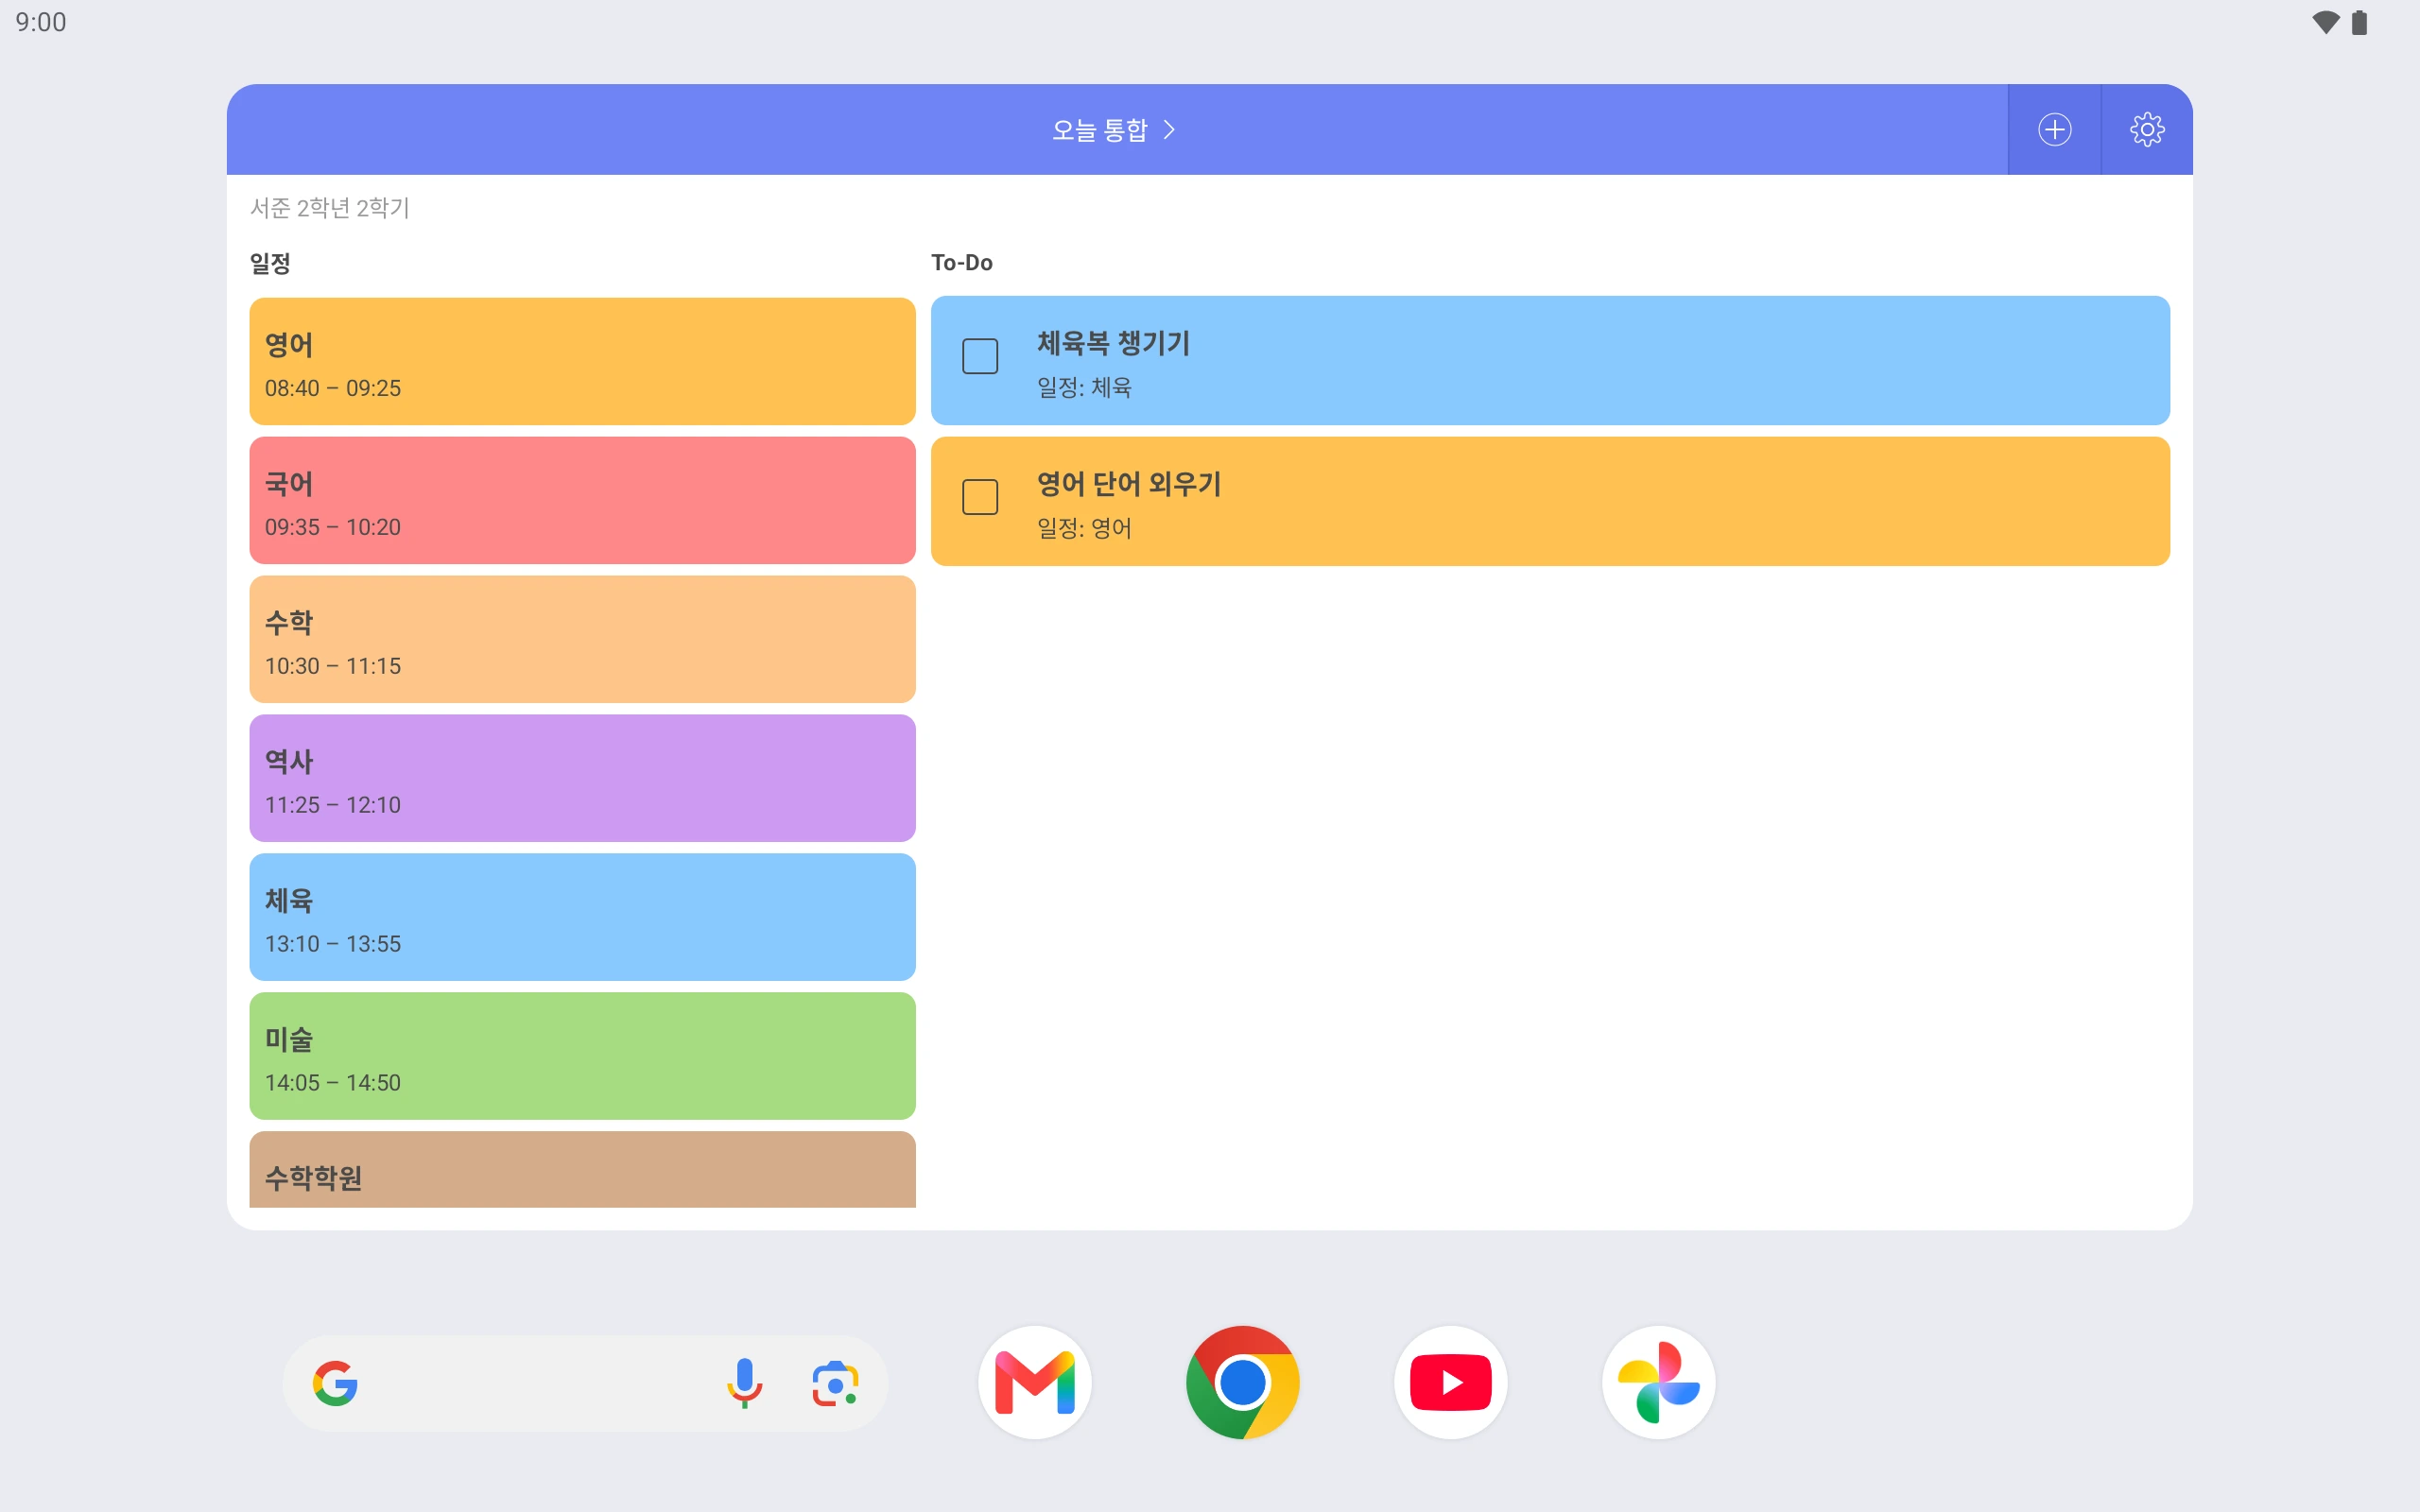 9:00
오늘 통합
서준 2학년 2학기
일정
영어
08:40 – 09:25
국어
09:35 – 10:20
수학
10:30 – 11:15
역사
11:25 – 12:10
체육
13:10 – 13:55
미술
14:05 – 14:50
수학학원
To-Do
체육복 챙기기
일정: 체육
영어 단어 외우기
일정: 영어